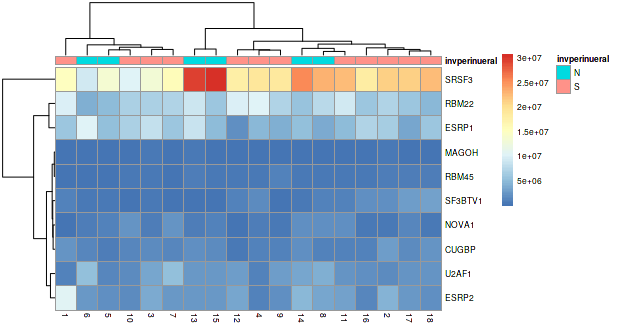 invperinueral
SRSF3
RBM22
ESRP1
MAGOH
RBM45
SF3BTV1
NOVA1
CUGBP
U2AF1
ESRP2
1 6 5 10 3 7 13 15 12 4 9 14 8 11 16 2 17 18
3e+07
2.5e+07
2e+07
1.5e+07
1e+07
5e+06
invperinueral
N
S